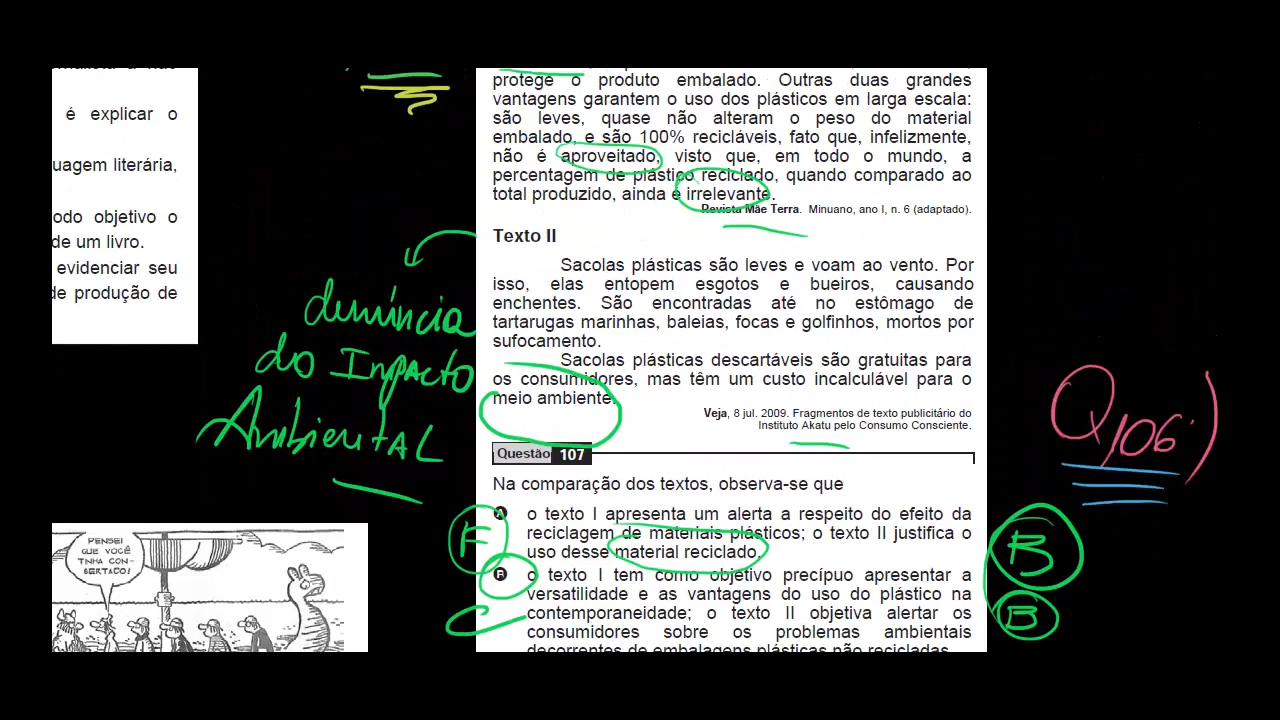 é explicar o
uagem literária,
odo objetivo o
de um livro.
evidenciar seu
de produção de
protege o produto embalado. Outras duas grandes
vantagens garantem o uso dos plásticos em larga escala:
são leves, quase não alteram o peso do material
embalado, e são 100% recicláveis, fato que, infelizmente,
não é aproveitado, visto que, em todo o mundo, a
percentagem de plástico reciclado, quando comparado ao
total produzido, ainda é irrelevante.
Revista Mãe Terra. Minuano, ano I, n. 6 (adaptado).
Texto II
Sacolas plásticas são leves e voam ao vento. Por
isso, elas entopem esgotos e bueiros, causando
enchentes. São encontradas até no estômago de
tartarugas marinhas, baleias, focas e golfinhos, mortos por
sufocamento.
Sacolas plásticas descartáveis são gratuitas para
os consumidores, mas têm um custo incalculável para o
meio ambiente.
Veja, 8 jul. 2009. Fragmentos de texto publicitário do
Instituto Akatu pelo Consumo Consciente.
denúncia
do Impacto
Ambiental
Questão 107
Na comparação dos textos, observa-se que
A o texto I apresenta um alerta a respeito do efeito da
reciclagem de materiais plásticos; o texto II justifica o
uso desse material reciclado.
B o texto I tem como objetivo precípuo apresentar a
versatilidade e as vantagens do uso do plástico na
contemporaneidade; o texto II objetiva alertar os
consumidores sobre os problemas ambientais
decorrentes de embalagens plásticas não recicladas.
F
C
Q106)
B
B
PENSEI
QUE VOCÊ
TINHA CON-
SERTADO!